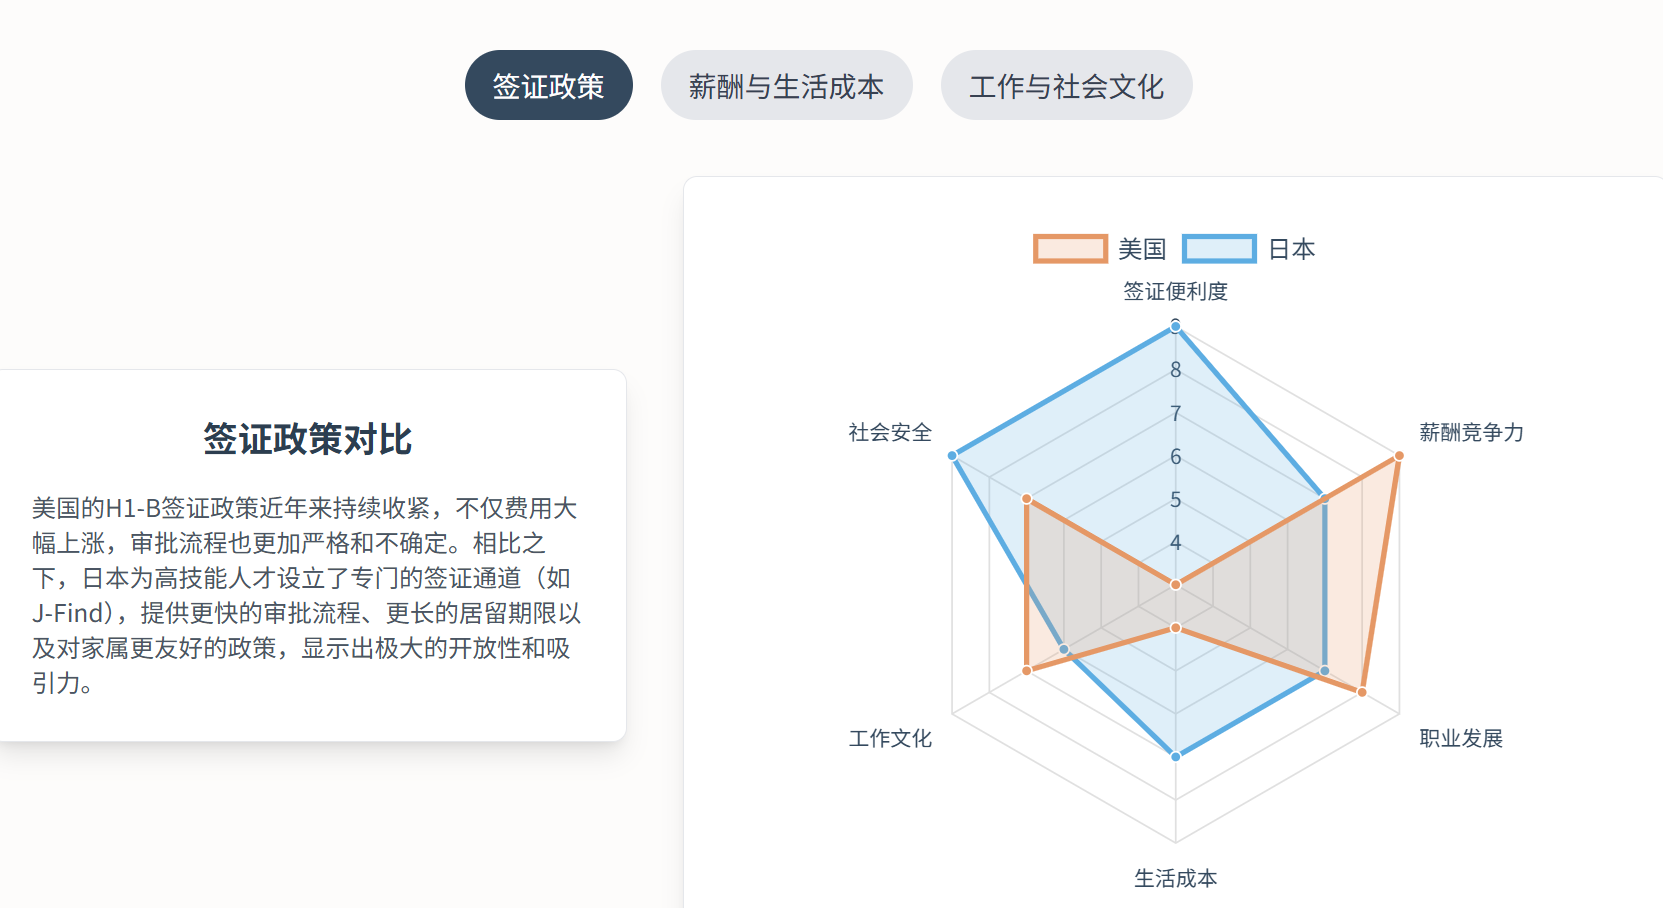 签证政策
薪酬与生活成本
工作与社会文化
签证政策对比
美国的H1-B签证政策近年来持续收紧，不仅费用大
幅上涨，审批流程也更加严格和不确定。相比之
下，日本为高技能人才设立了专门的签证通道（如
J-Find），提供更快的审批流程、更长的居留期限以
及对家属更友好的政策，显示出极大的开放性和吸
引力。
美国
日本
签证便利度
8
7
6
5
4
社会安全
薪酬竞争力
工作文化
职业发展
生活成本